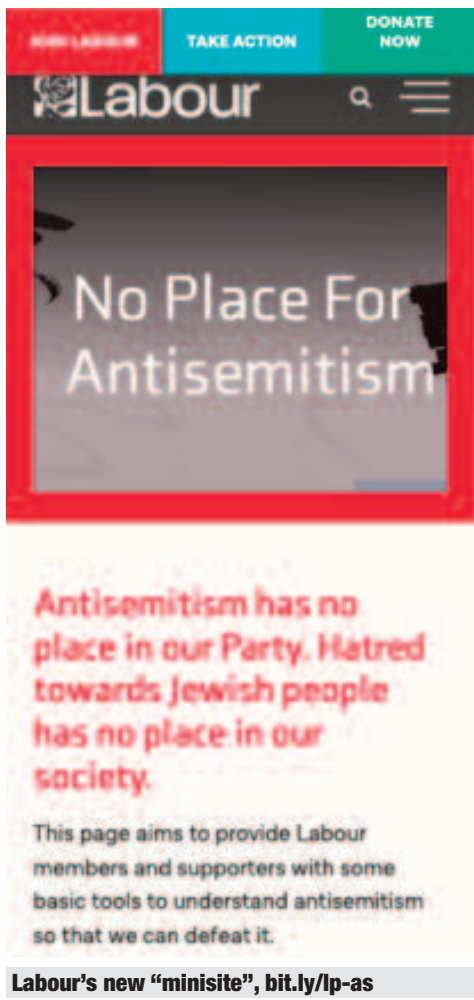 JOIN LABOUR
TAKE ACTION
DONATE
NOW
Labour
No Place For
Antisemitism
Antisemitism has no
place in our Party. Hatred
towards Jewish people
has no place in our
society.
This page aims to provide Labour
members and supporters with some
basic tools to understand antisemitism
so that we can defeat it.
Labour's new “minisite”, bit.ly/lp-as